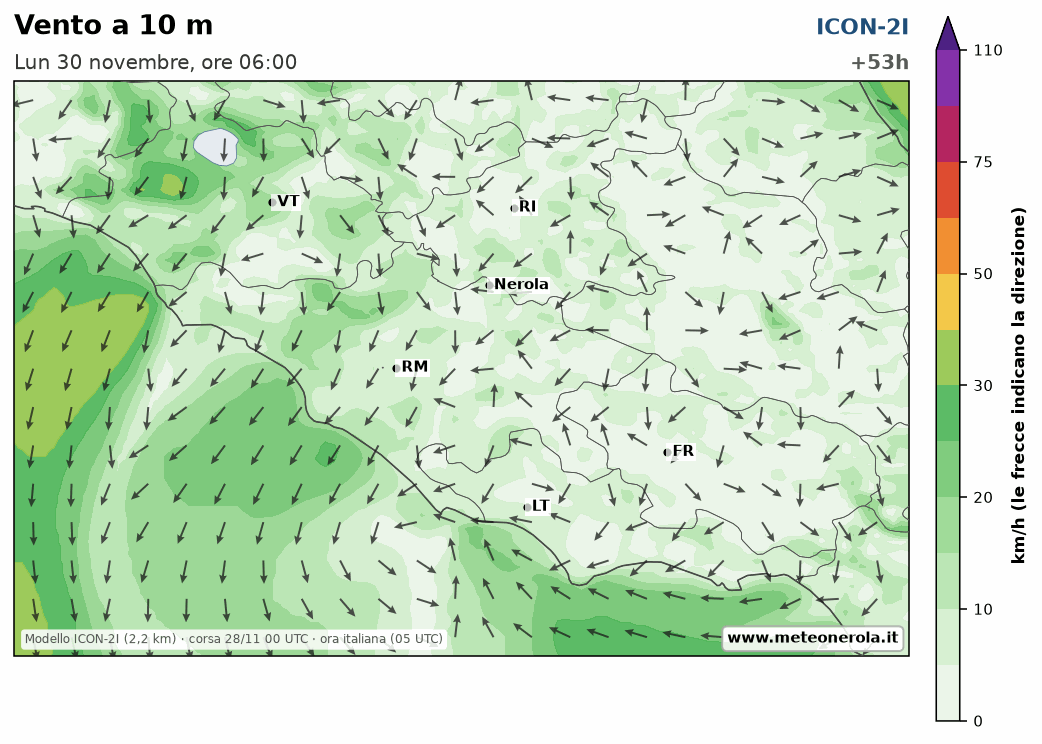 Vento a 10 m
ICON-2I
Lun 30 novembre, ore 06:00
+53h
110
75
50
30
20
10
0
km/h (le frecce indicano la direzione)
VT
RI
Nerola
RM
FR
LT
Modello ICON-2I (2,2 km) · corsa 28/11 00 UTC · ora italiana (05 UTC)
www.meteonerola.it